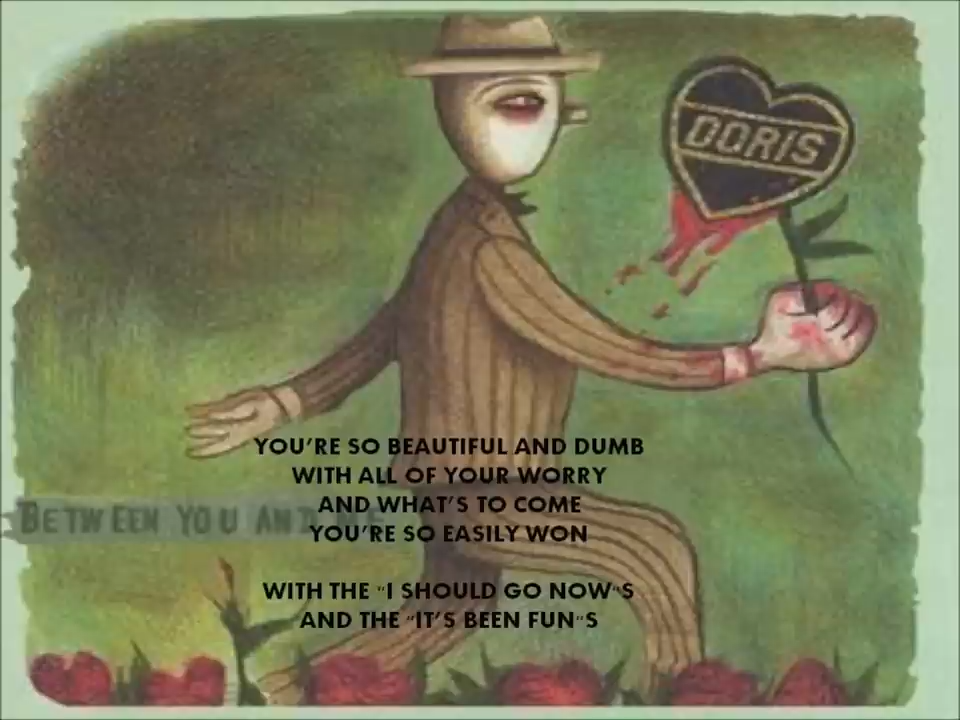 DORIS
YOU'RE SO BEAUTIFUL AND DUMB
WITH ALL OF YOUR WORRY
AND WHAT'S TO COME
BETWEEN YOU AND
YOU'RE SO EASILY WON
WITH THE "I SHOULD GO NOW"S
AND THE "IT'S BEEN FUN"S